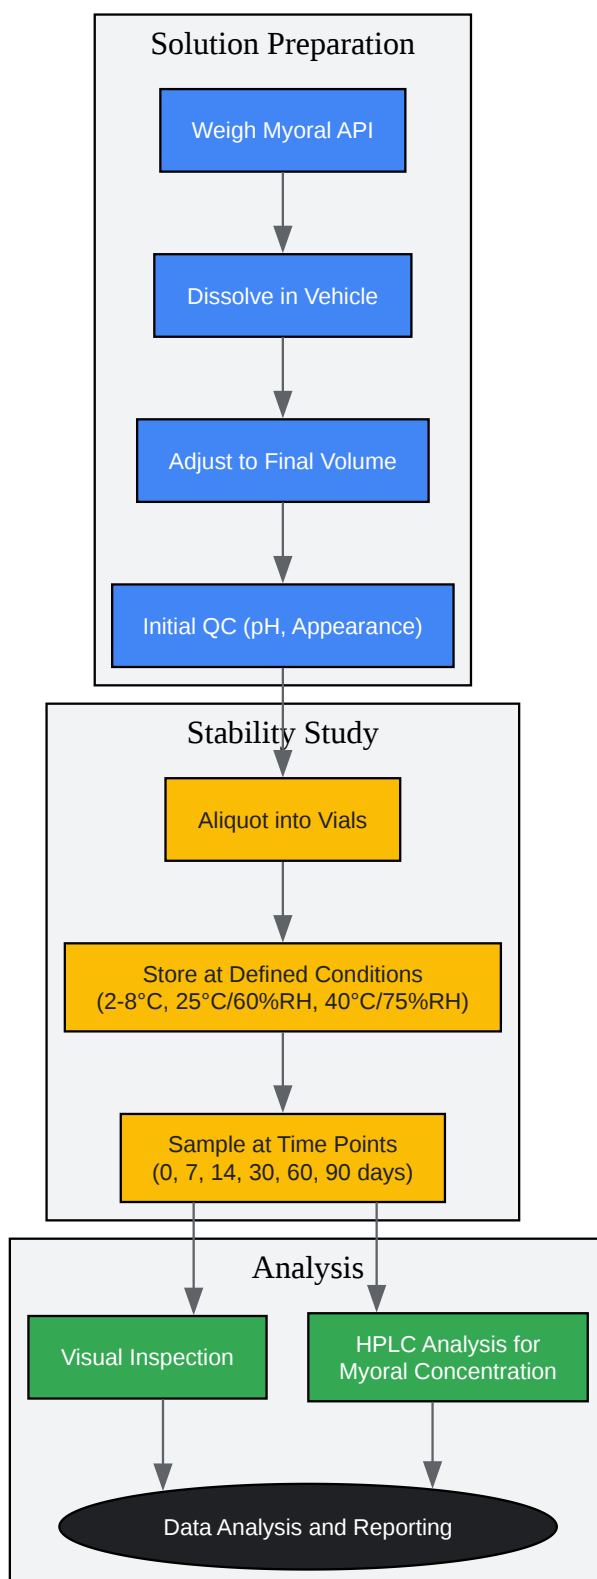 Solution Preparation
Weigh Myoral API
Dissolve in Vehicle
Adjust to Final Volume
Initial QC (pH, Appearance)
Stability Study
Aliquot into Vials
Store at Defined Conditions
(2-8°C, 25°C/60%RH, 40°C/75%RH)
Sample at Time Points
(0, 7, 14, 30, 60, 90 days)
Analysis
Visual Inspection
HPLC Analysis for
Myoral Concentration
Data Analysis and Reporting